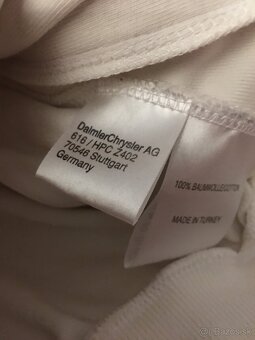 DaimlerChrysler AG
616 / HPC Z402
70546 Stuttgart
Germany
100% BAUMWOLLE/COTTON
MADE IN TURKEY